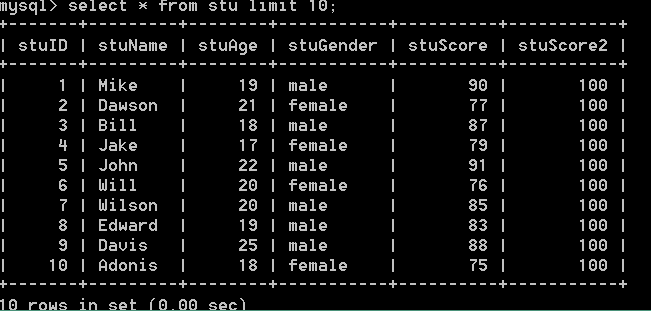 mysql> select * from stu limit 10;
+-------+---------+--------+-----------+----------+-----------+
| stuID | stuName | stuAge | stuGender | stuScore | stuScore2 |
+-------+---------+--------+-----------+----------+-----------+
|     1 | Mike    |     19 | male      |       90 |       100 |
|     2 | Dawson  |     21 | female    |       77 |       100 |
|     3 | Bill    |     18 | male      |       87 |       100 |
|     4 | Jake    |     17 | female    |       79 |       100 |
|     5 | John    |     22 | male      |       91 |       100 |
|     6 | Will    |     20 | female    |       76 |       100 |
|     7 | Wilson  |     20 | male      |       85 |       100 |
|     8 | Edward  |     19 | male      |       83 |       100 |
|     9 | Davis   |     25 | male      |       88 |       100 |
|    10 | Adonis  |     18 | female    |       75 |       100 |
+-------+---------+--------+-----------+----------+-----------+
10 rows in set (0.00 sec)